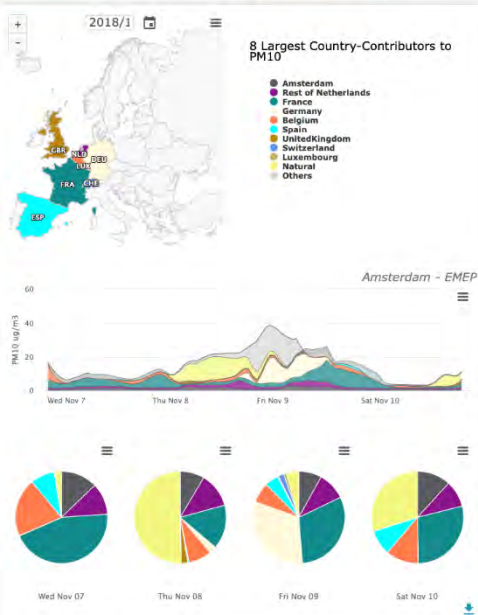 +
2018/1
−
8 Largest Country-Contributors to
PM10
Amsterdam
Rest of Netherlands
France
Germany
Belgium
Spain
UnitedKingdom
Switzerland
Luxembourg
Natural
Others
GBR
NLD
DEU
LUX
FRA
CHE
ESP
Amsterdam - EMEP
60
40
20
0
PM10 ug/m3
Wed Nov 7
Thu Nov 8
Fri Nov 9
Sat Nov 10
Wed Nov 07
Thu Nov 08
Fri Nov 09
Sat Nov 10